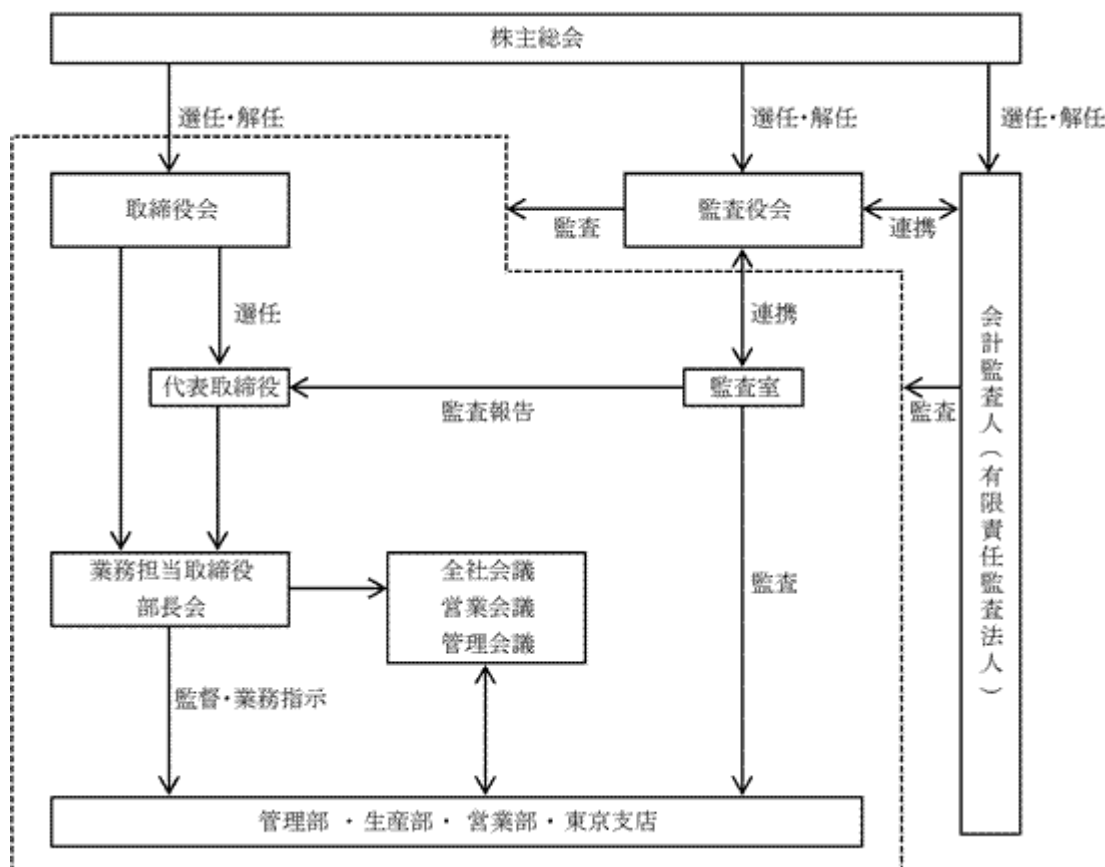 株主総会
選任・解任
選任・解任
選任・解任
取締役会
監査役会
監査
連携
選任
連携
代表取締役
監査室
監査報告
監査
会計監査人（有限責任監査法人）
業務担当取締役
部長会
全社会議
営業会議
管理会議
監査
監督・業務指示
管理部 ・生産部・ 営業部・東京支店